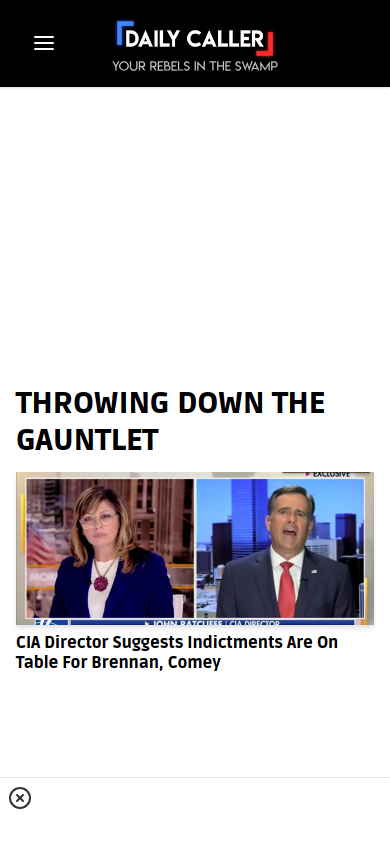 DAILY CALLER
YOUR REBELS IN THE SWAMP
THROWING DOWN THE
GAUNTLET
EXCLUSIVE
MOR
JOHN RATCLIFFE | CIA DIRECTOR
CIA Director Suggests Indictments Are On
Table For Brennan, Comey